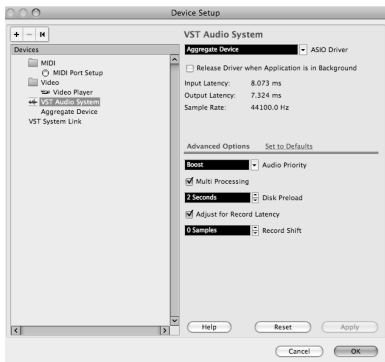 Device Setup
VST Audio System
Devices
Aggregate Device ASIO Driver
MIDI
Release Driver when Application is in Background
MIDI Port Setup
Input Latency: 8.073 ms
Video
Output Latency: 7.324 ms
Video Player
Sample Rate: 44100.0 Hz
VST Audio System
Aggregate Device
VST System Link
Advanced Options Set to Defaults
Boost Audio Priority
Multi Processing
2 Seconds Disk Preload
Adjust for Record Latency
0 Samples Record Shift
Help Reset Apply
Cancel OK